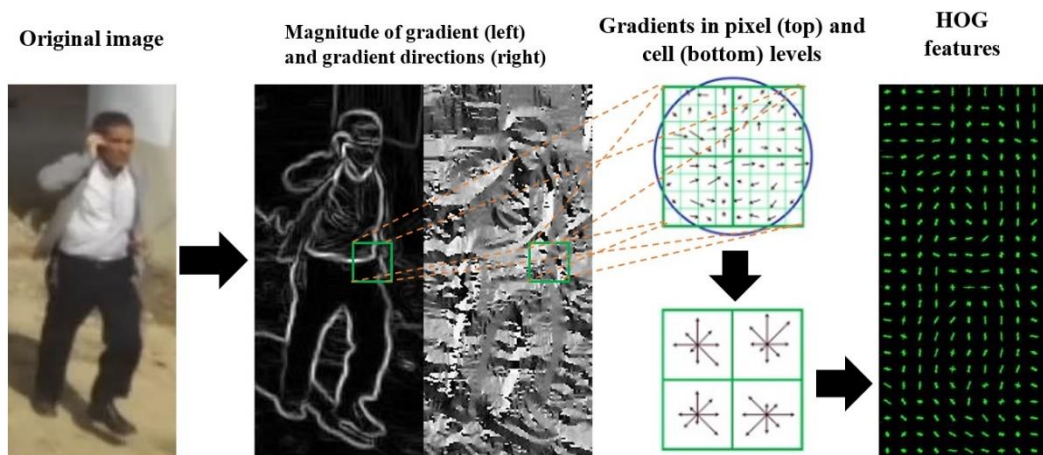 Original image
Magnitude of gradient (left)
and gradient directions (right)
Gradients in pixel (top) and
cell (bottom) levels
HOG
features